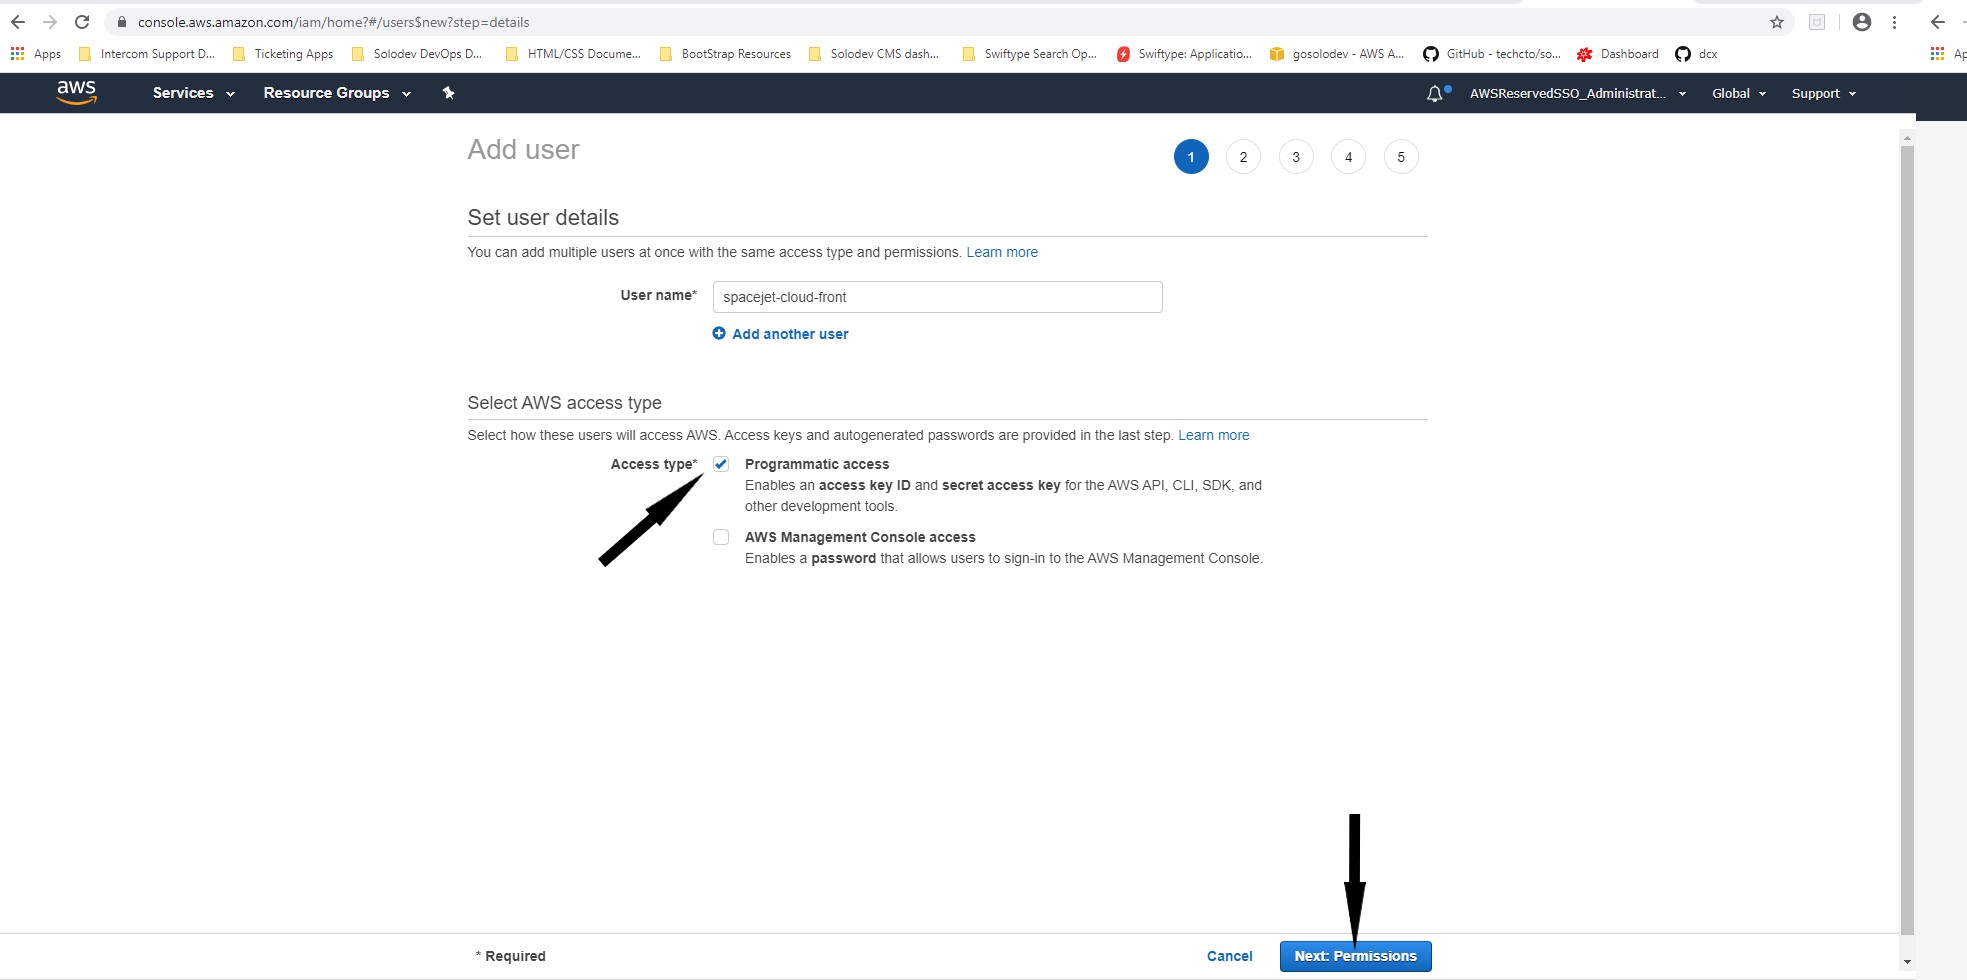 console.aws.amazon.com/iam/home?#/users$new?step=details
Apps Intercom Support D... Ticketing Apps Solodev DevOps D... HTML/CSS Docume... BootStrap Resources Solodev CMS dash... Swiftype Search Op... Swiftype: Applicatio... gosolodev - AWS A... GitHub - techcto/so... Dashboard dcx Ap
aws Services Resource Groups AWSReservedSSO_Administrat... Global Support
Add user 1 2 3 4 5
Set user details
You can add multiple users at once with the same access type and permissions. Learn more
User name* spacejet-cloud-front
Add another user
Select AWS access type
Select how these users will access AWS. Access keys and autogenerated passwords are provided in the last step. Learn more
Access type* Programmatic access
Enables an access key ID and secret access key for the AWS API, CLI, SDK, and
other development tools.
AWS Management Console access
Enables a password that allows users to sign-in to the AWS Management Console.
* Required Cancel Next: Permissions